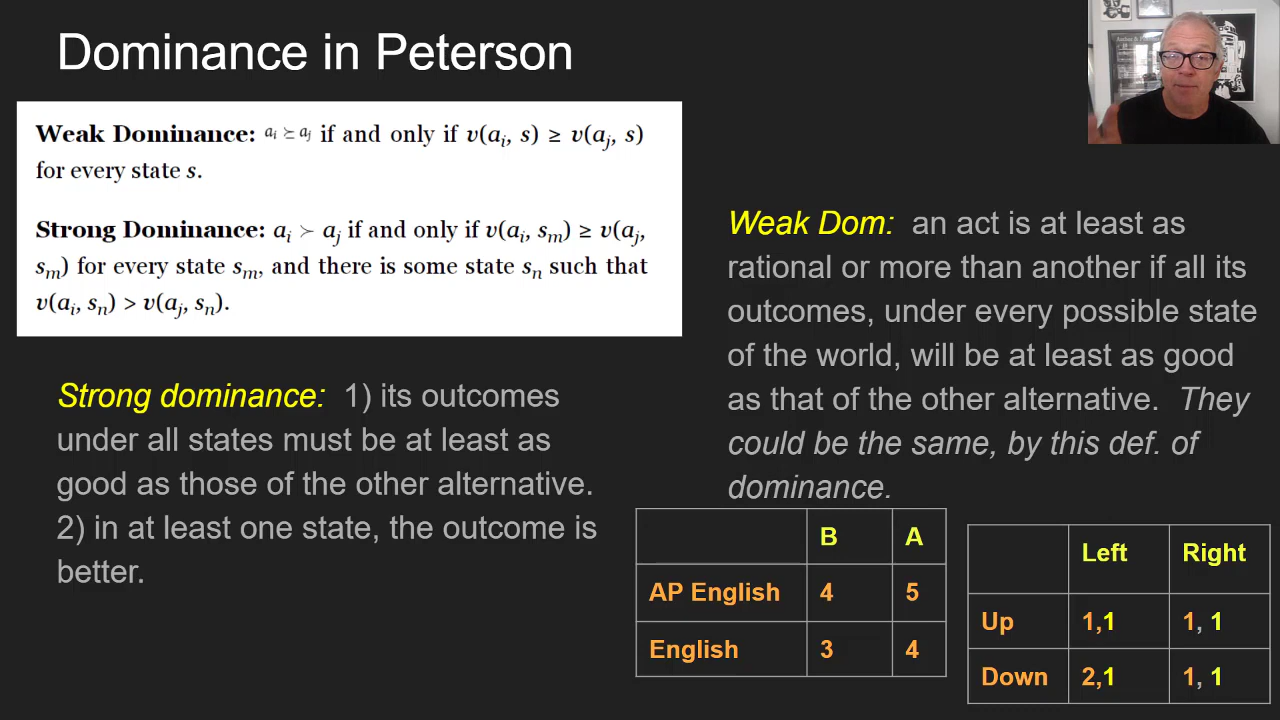 Dominance in Peterson
Weak Dominance: aᵢ ≽ aⱼ if and only if v(aᵢ, s) ≥ v(aⱼ, s)
for every state s.
Strong Dominance: aᵢ ≻ aⱼ if and only if v(aᵢ, sₘ) ≥ v(aⱼ,
sₘ) for every state sₘ, and there is some state sₙ such that
v(aᵢ, sₙ) > v(aⱼ, sₙ).
Strong dominance: 1) its outcomes
under all states must be at least as
good as those of the other alternative.
2) in at least one state, the outcome is
better.
Weak Dom: an act is at least as
rational or more than another if all its
outcomes, under every possible state
of the world, will be at least as good
as that of the other alternative. They
could be the same, by this def. of
dominance.
B A
AP English 4 5
English 3 4
Left Right
Up 1,1 1, 1
Down 2,1 1, 1